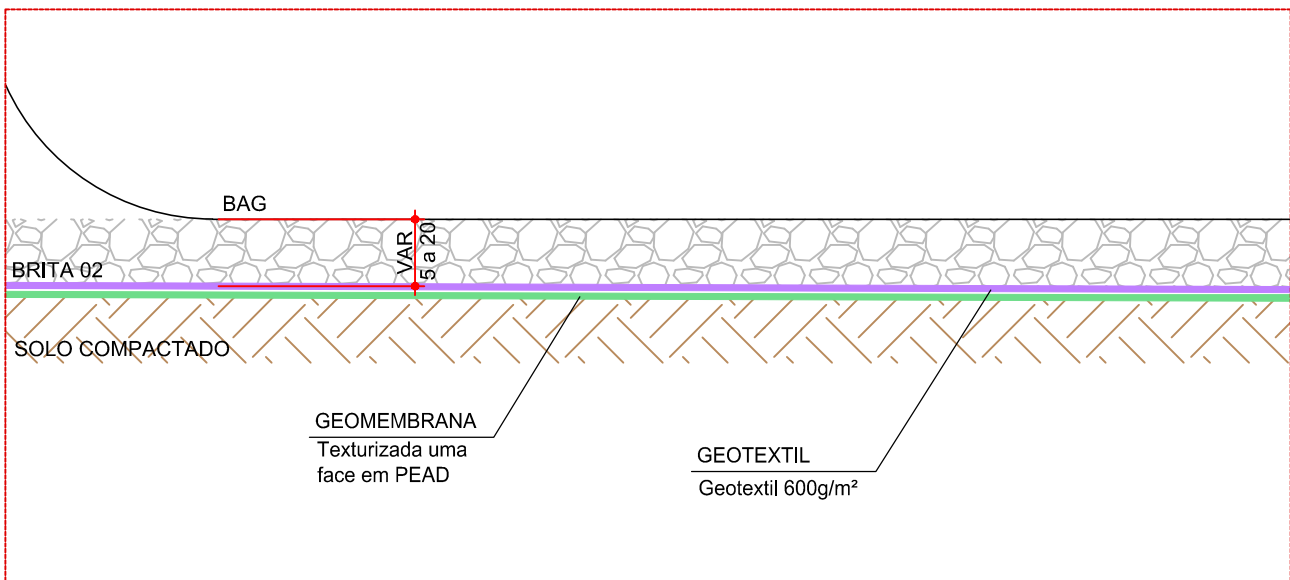 BAG
VAR
5 a 20
BRITA 02
SOLO COMPACTADO
GEOMEMBRANA
Texturizada uma
face em PEAD
GEOTEXTIL
Geotextil 600g/m²